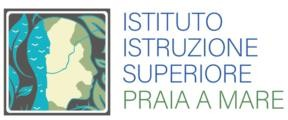 ISTITUTO
ISTRUZIONE
SUPERIORE
PRAIA A MARE